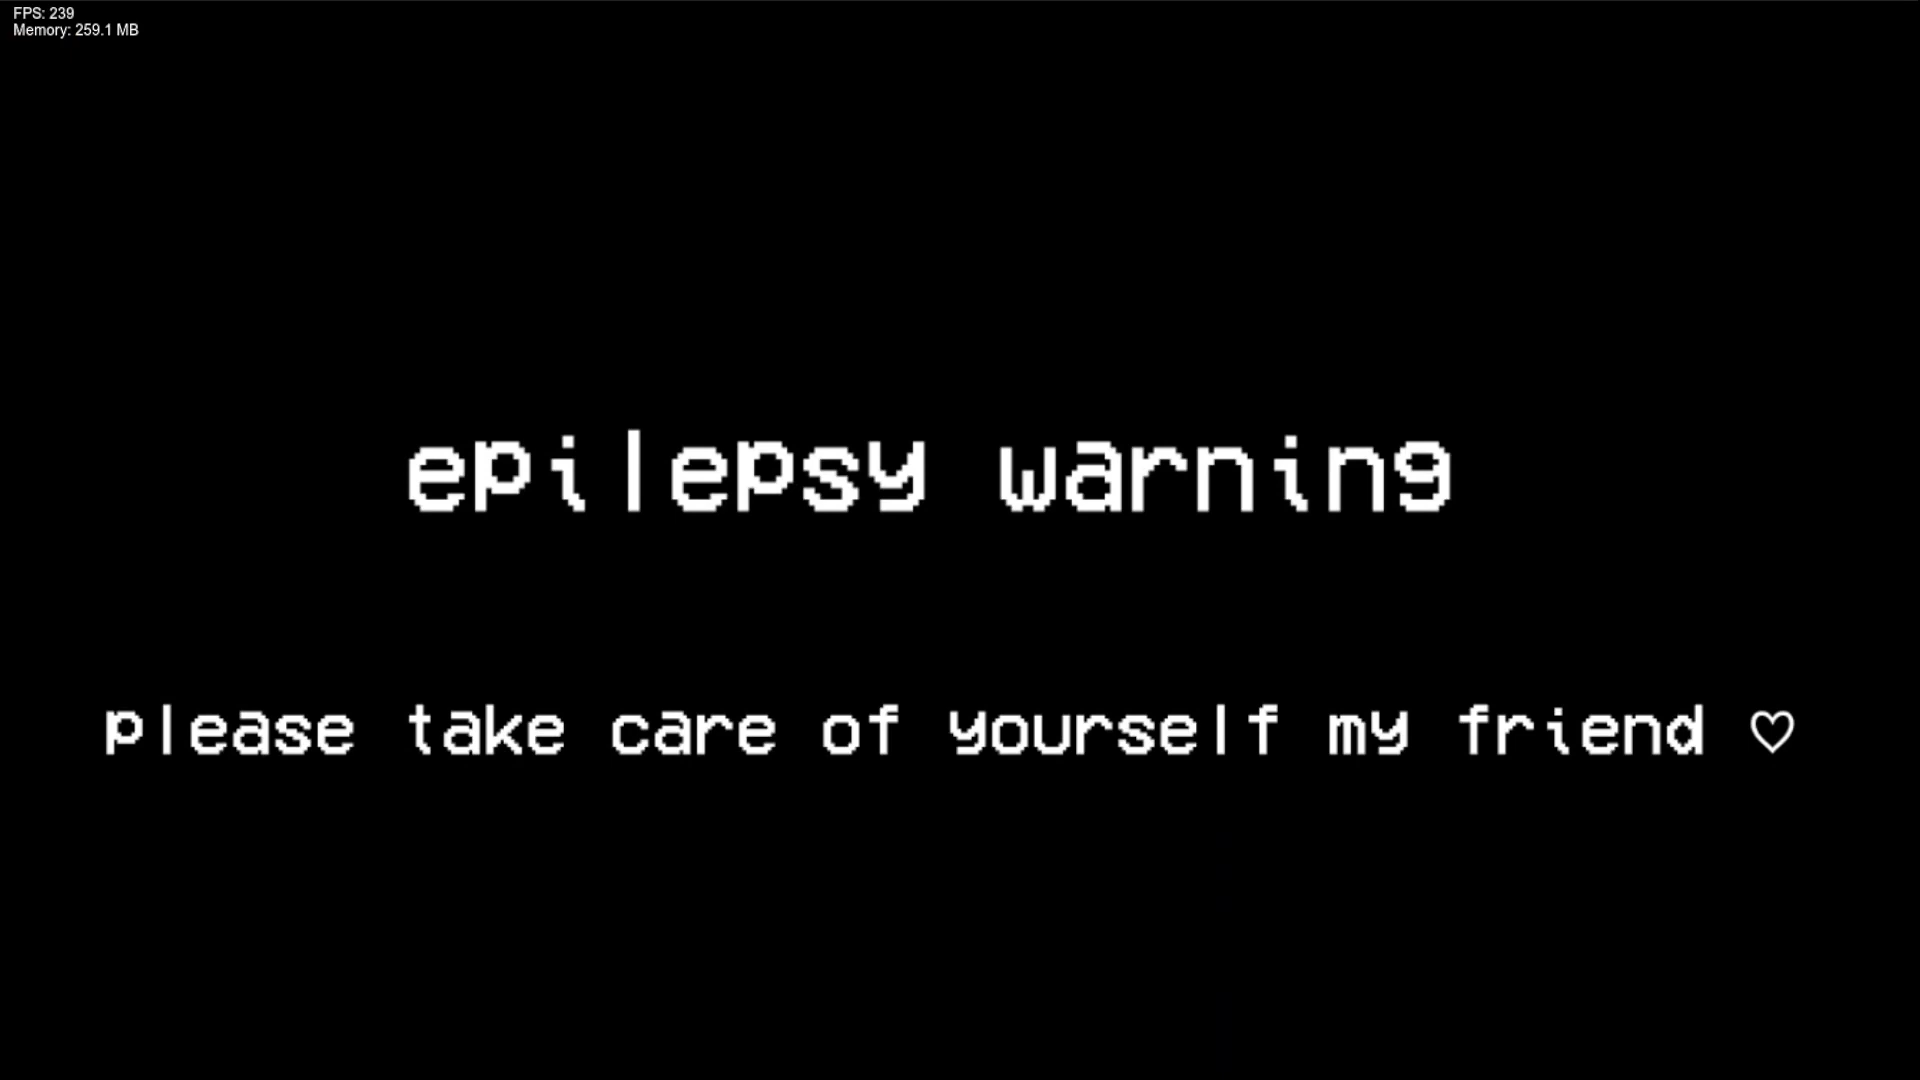 FPS: 239
Memory: 259.1 MB
epilepsy warning
please take care of yourself my friend ♡